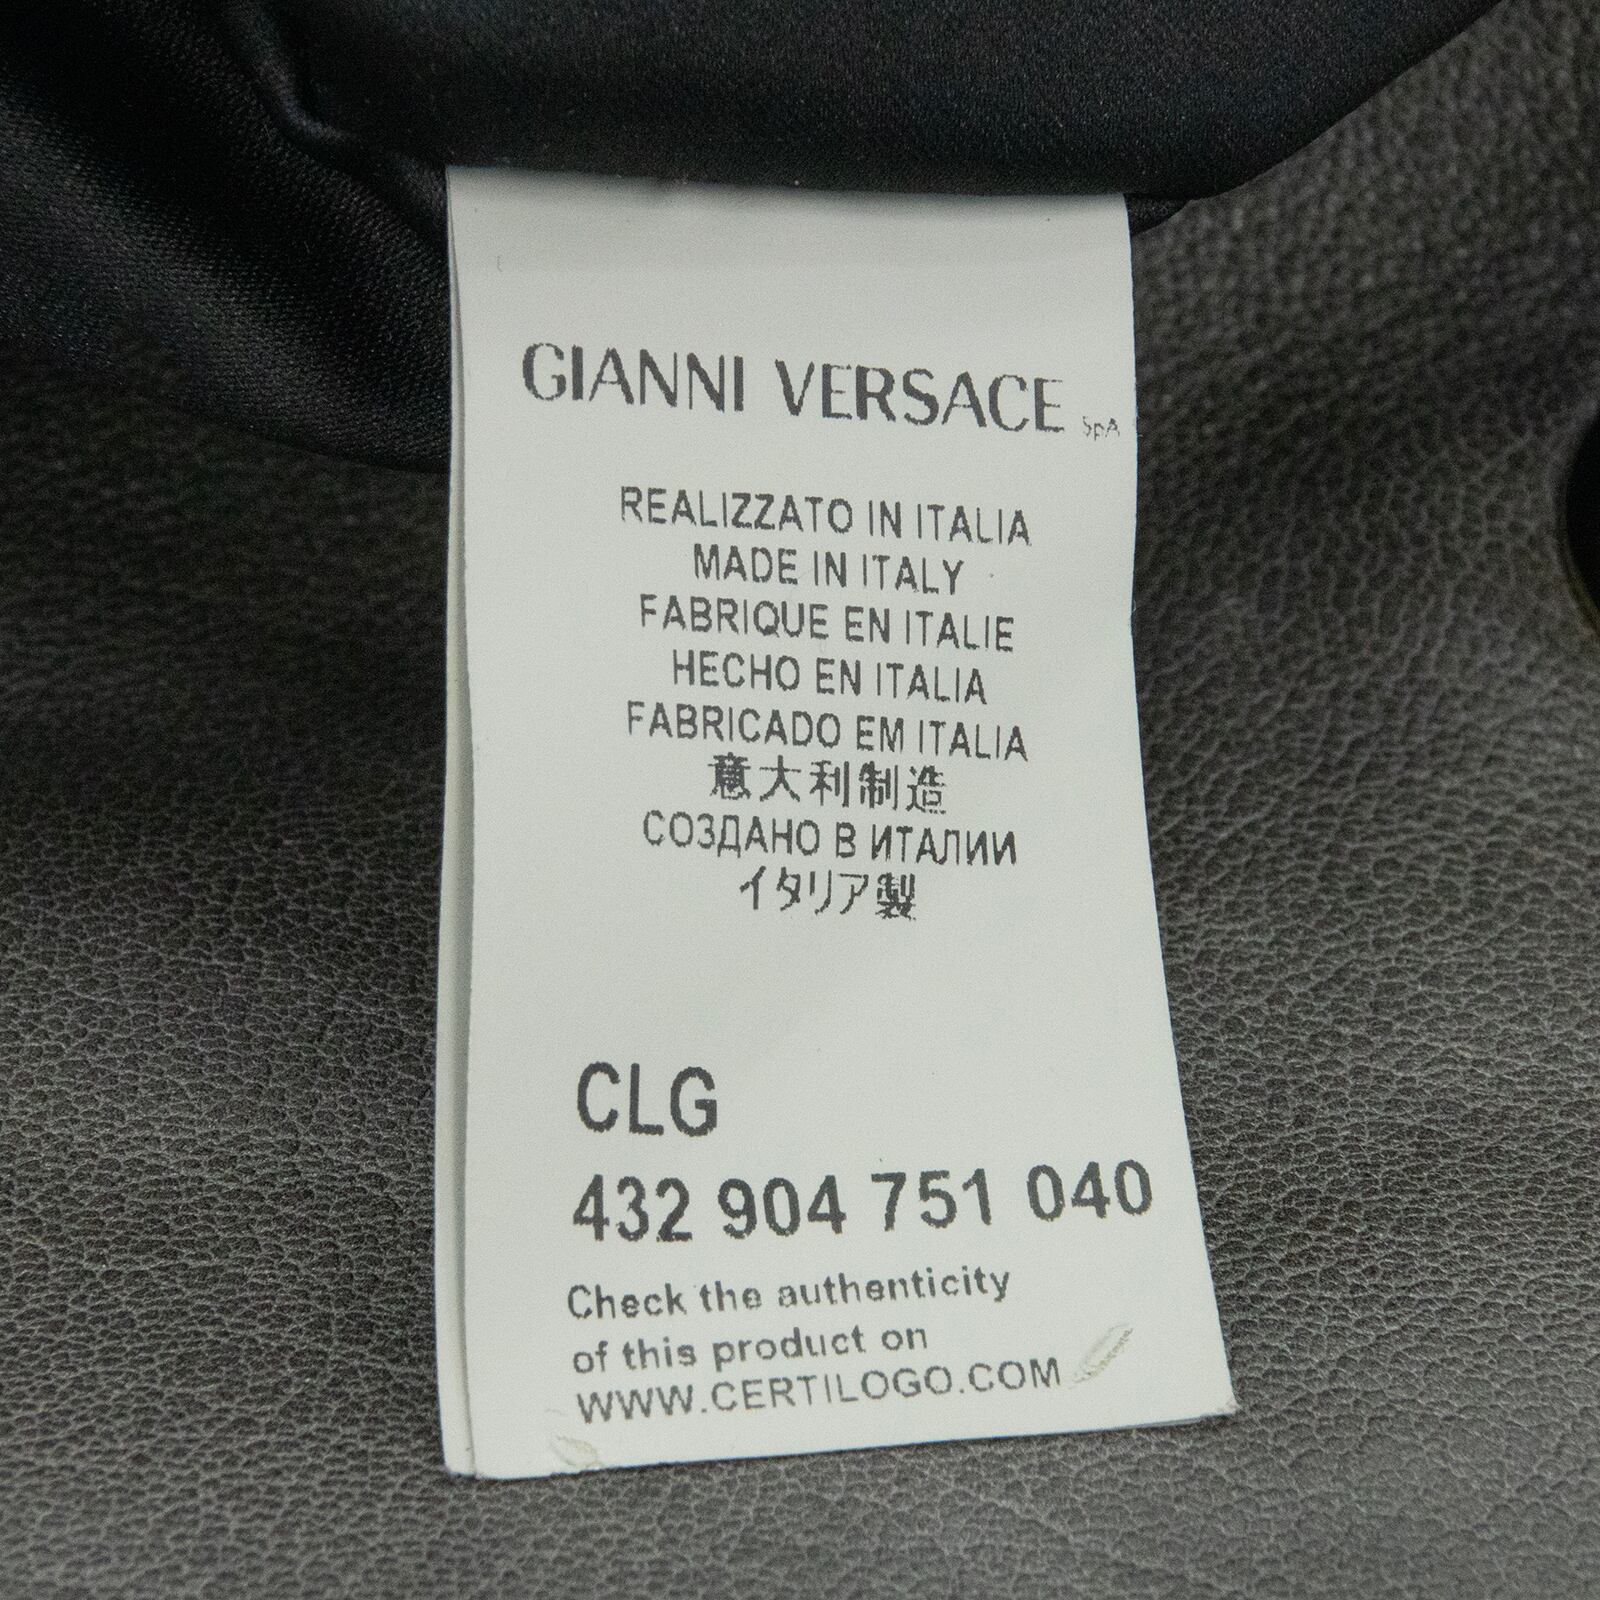 GIANNI VERSACE SpA
REALIZZATO IN ITALIA
MADE IN ITALY
FABRIQUE EN ITALIE
HECHO EN ITALIA
FABRICADO EM ITALIA
意大利制造
СОЗДАНО В ИТАЛИИ
イタリア製
CLG
432 904 751 040
Check the authenticity
of this product on
WWW.CERTILOGO.COM